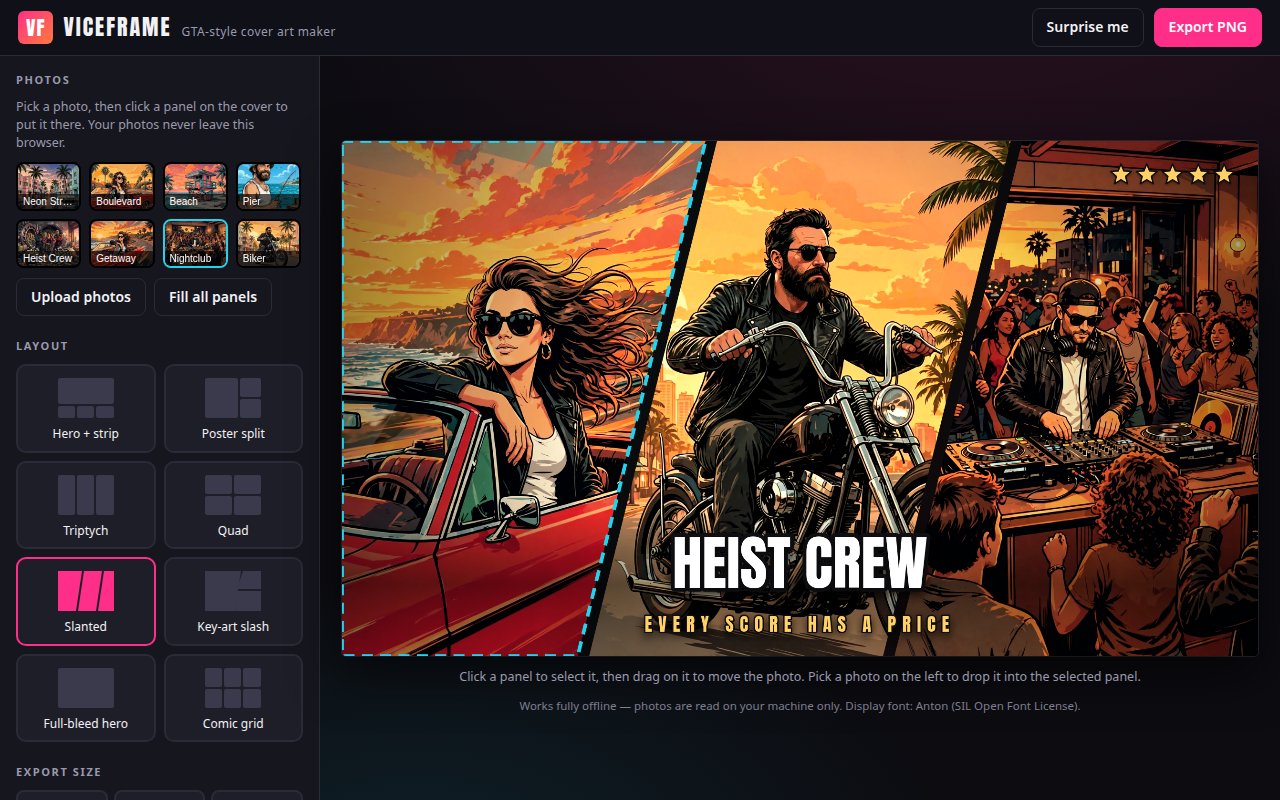 VF VICEFRAME GTA-style cover art maker
Surprise me
Export PNG
PHOTOS
Pick a photo, then click a panel on the cover to
put it there. Your photos never leave this
browser.
Neon Str...
Boulevard
Beach
Pier
Heist Crew
Getaway
Nightclub
Biker
Upload photos
Fill all panels
LAYOUT
Hero + strip
Poster split
Triptych
Quad
Slanted
Key-art slash
Full-bleed hero
Comic grid
EXPORT SIZE
HEIST CREW
EVERY SCORE HAS A PRICE
Click a panel to select it, then drag on it to move the photo. Pick a photo on the left to drop it into the selected panel.
Works fully offline — photos are read on your machine only. Display font: Anton (SIL Open Font License).